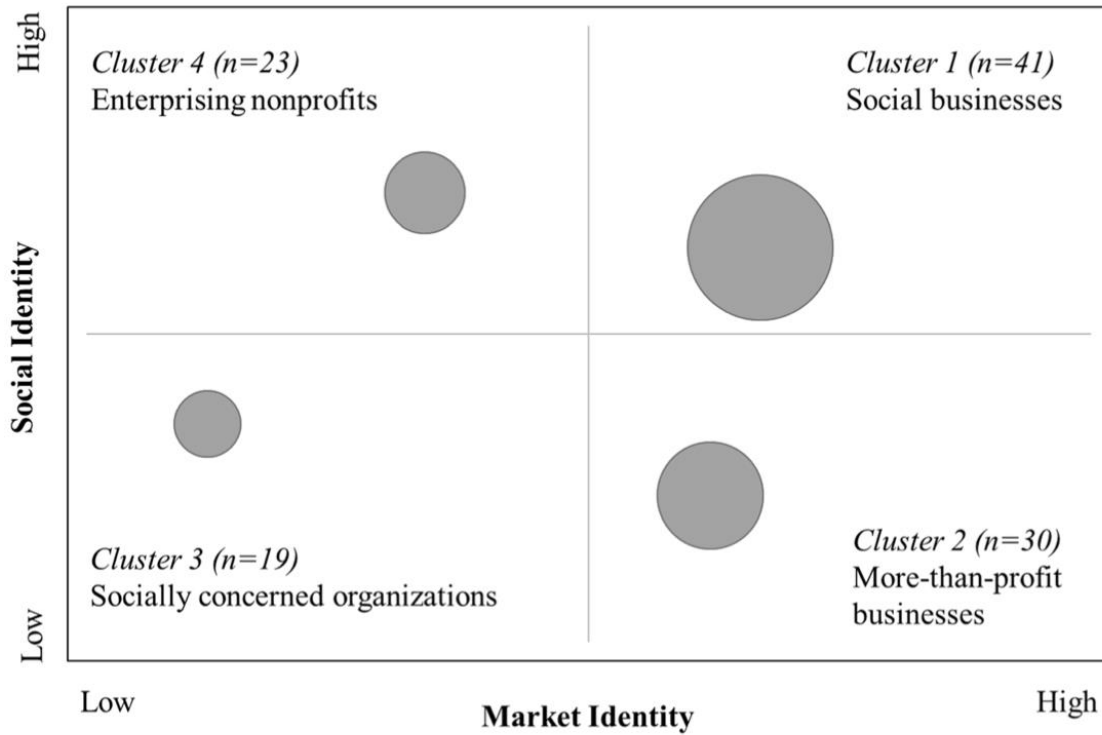 High
Cluster 4 (n=23)
Enterprising nonprofits
Cluster 1 (n=41)
Social businesses
Social Identity
Cluster 3 (n=19)
Socially concerned organizations
Cluster 2 (n=30)
More-than-profit
businesses
Low
Low
Market Identity
High